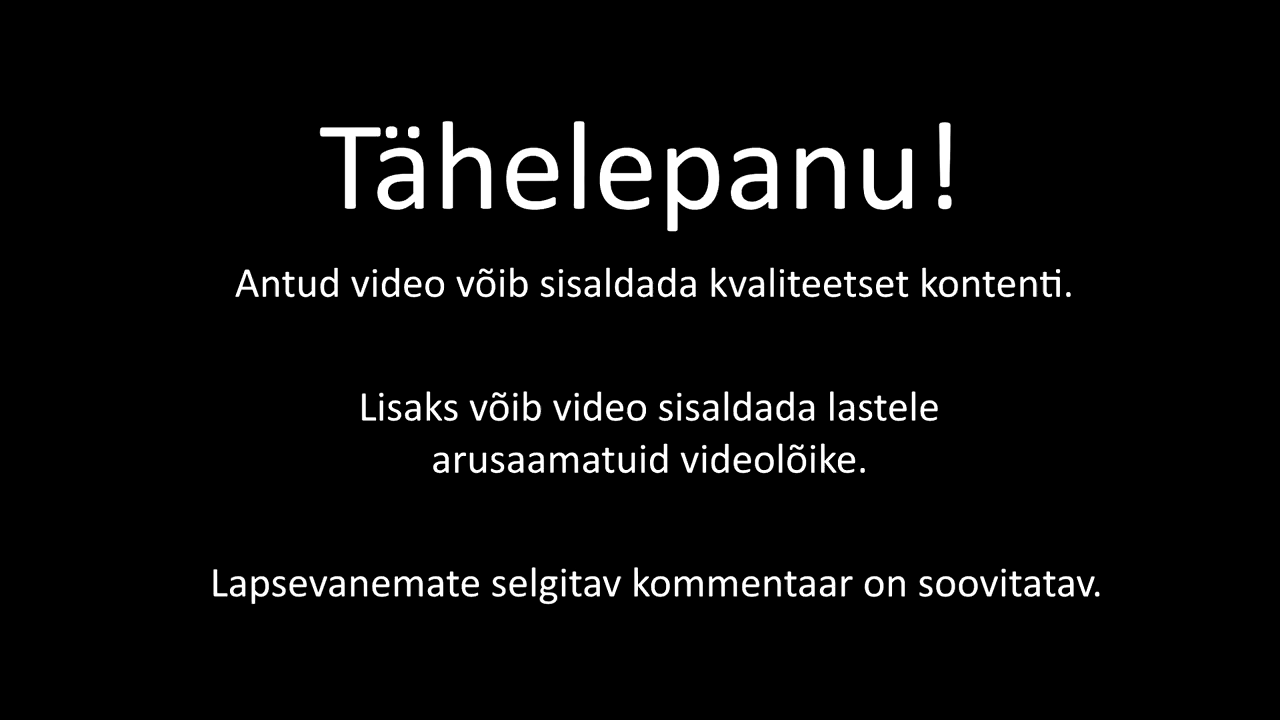 Tähelepanu!
Antud video võib sisaldada kvaliteetset kontenti.
Lisaks võib video sisaldada lastele
arusaamatuid videolõike.
Lapsevanemate selgitav kommentaar on soovitatav.